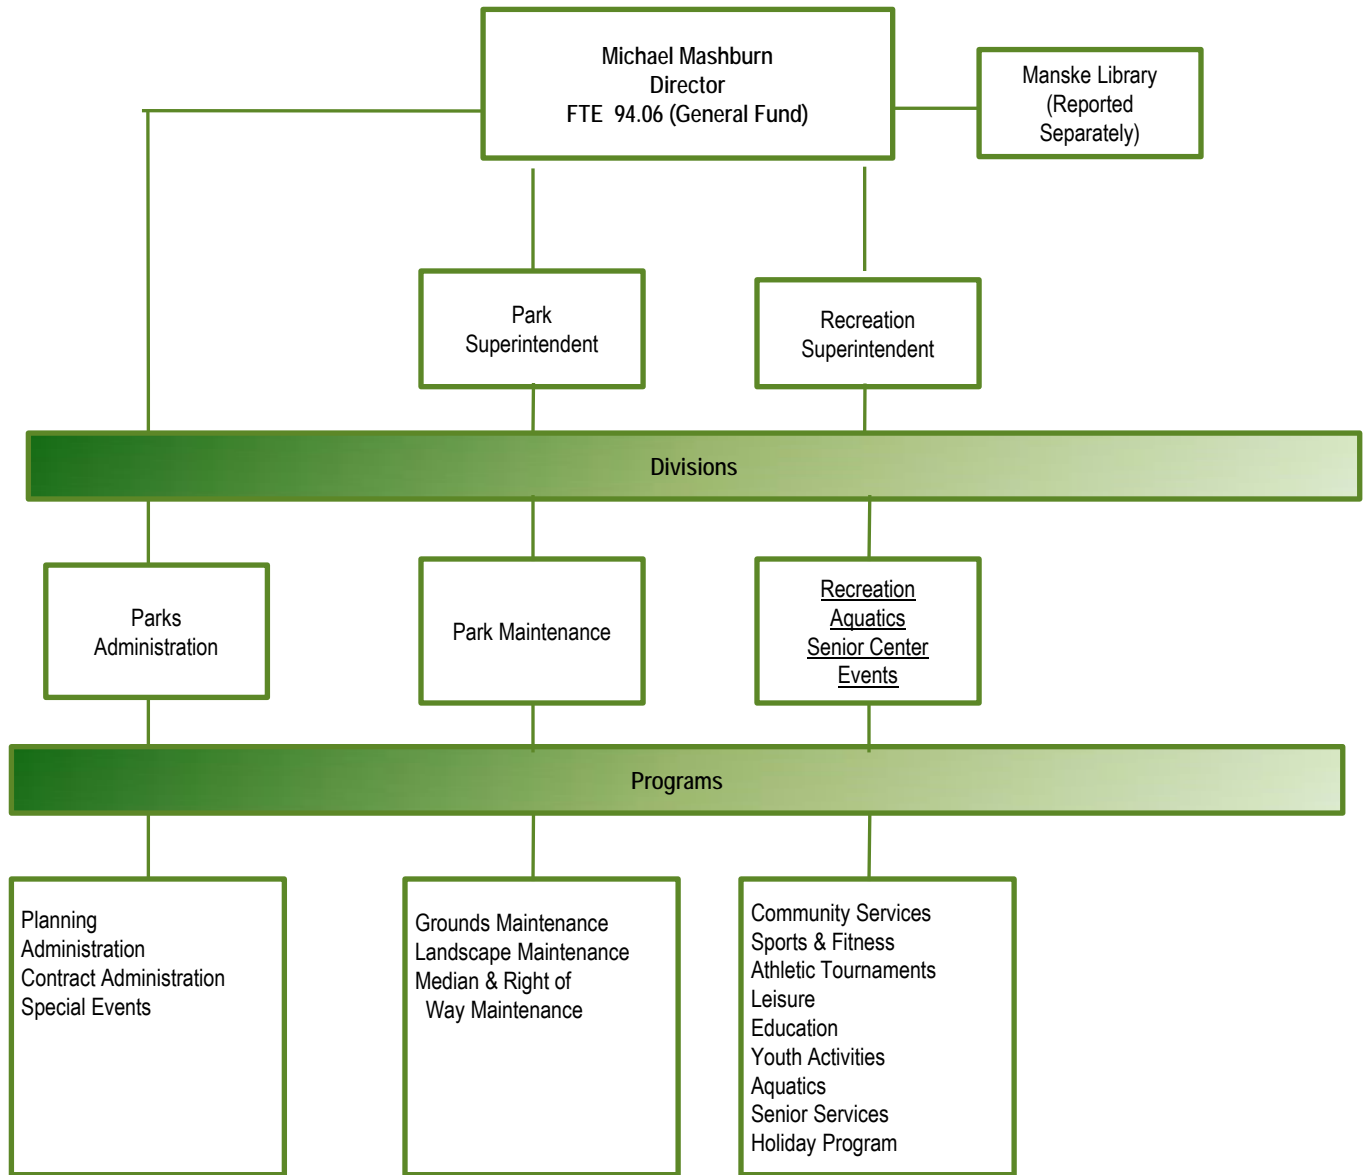 Michael Mashburn
Director
FTE 94.06 (General Fund)
Manske Library
(Reported
Separately)
Park
Superintendent
Recreation
Superintendent
Divisions
Parks
Administration
Park Maintenance
Recreation
Aquatics
Senior Center
Events
Programs
Planning
Administration
Contract Administration
Special Events
Grounds Maintenance
Landscape Maintenance
Median & Right of
Way Maintenance
Community Services
Sports & Fitness
Athletic Tournaments
Leisure
Education
Youth Activities
Aquatics
Senior Services
Holiday Program